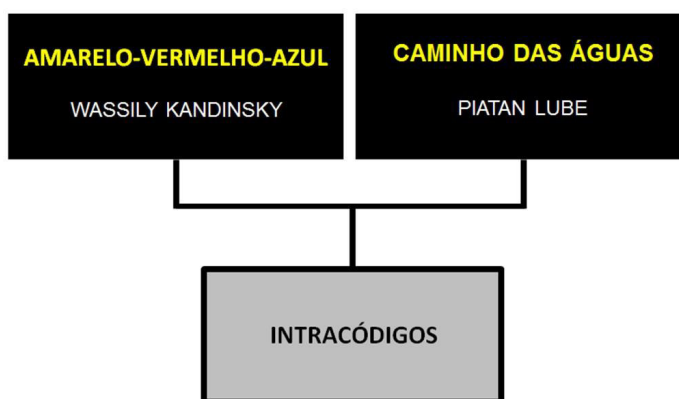 AMARELO-VERMELHO-AZUL
WASSILY KANDINSKY
CAMINHO DAS ÁGUAS
PIATAN LUBE
INTRACÓDIGOS